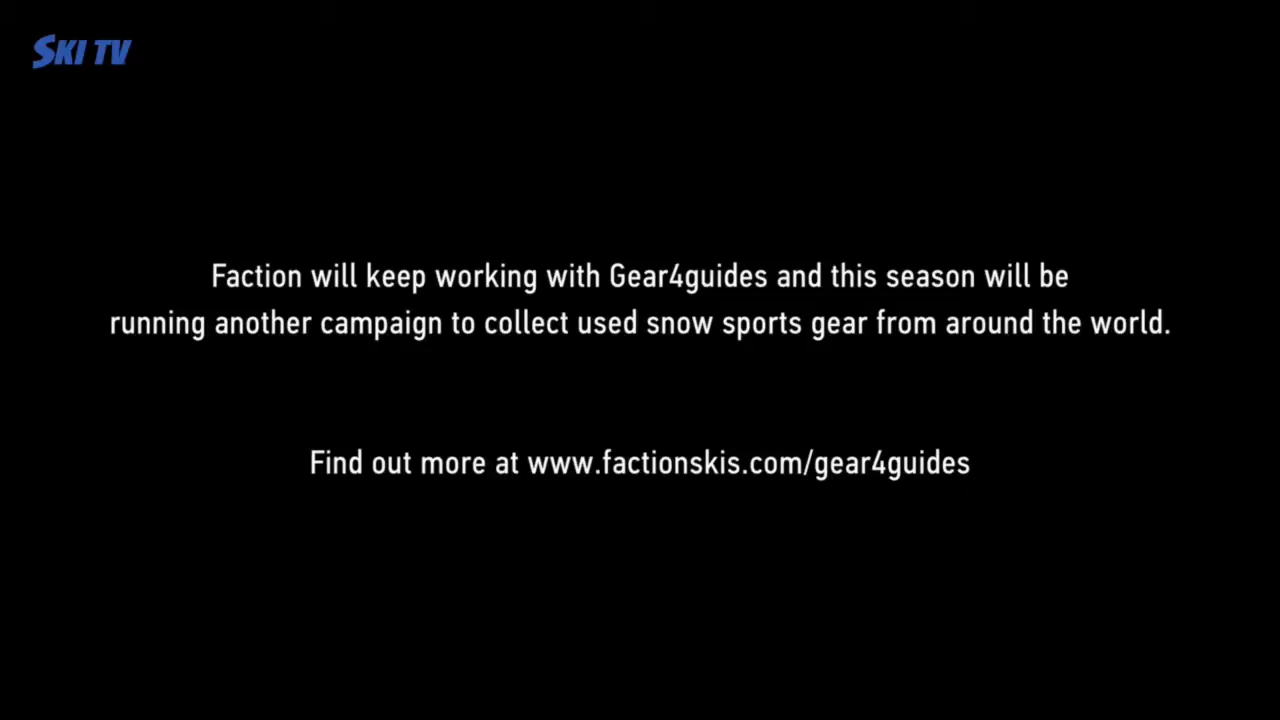 SKI TV
Faction will keep working with Gear4guides and this season will be
running another campaign to collect used snow sports gear from around the world.
Find out more at www.factionskis.com/gear4guides